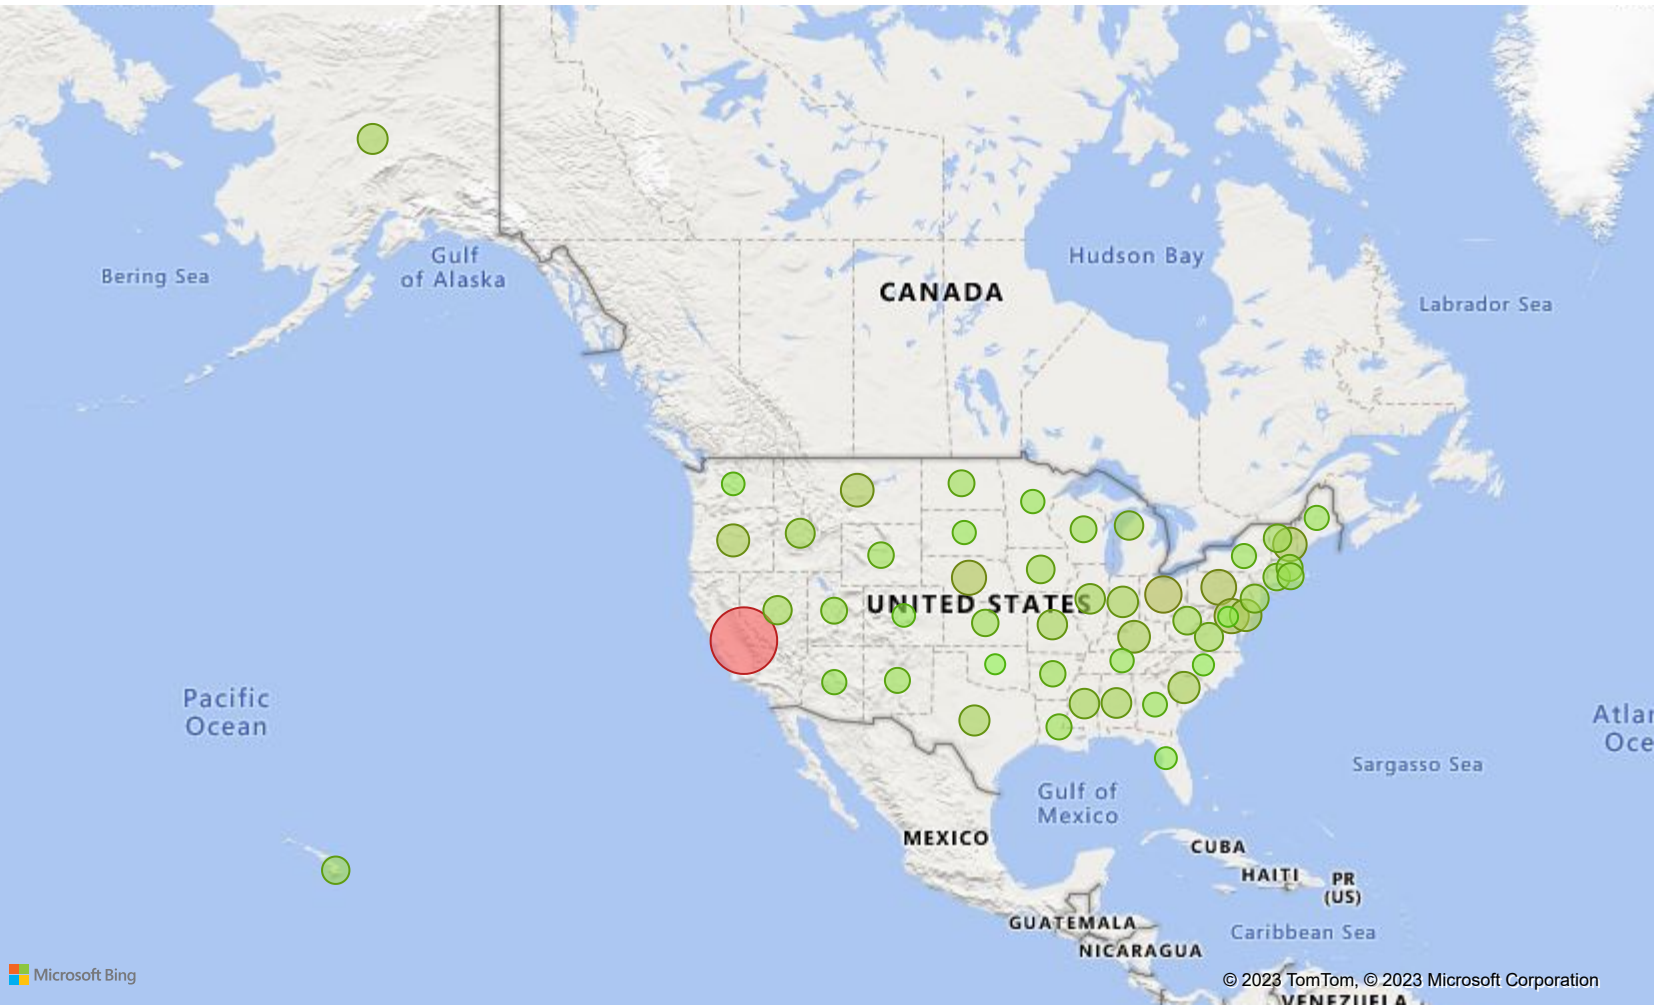 Gulf
of Alaska
Bering Sea
Hudson Bay
CANADA
Labrador Sea
UNITED STATES
Pacific
Ocean
Atlan
Oce
Sargasso Sea
Gulf of
Mexico
MEXICO
CUBA
HAITI
PR
(US)
GUATEMALA
Caribbean Sea
NICARAGUA
Microsoft Bing
© 2023 TomTom, © 2023 Microsoft Corporation
VENEZUELA